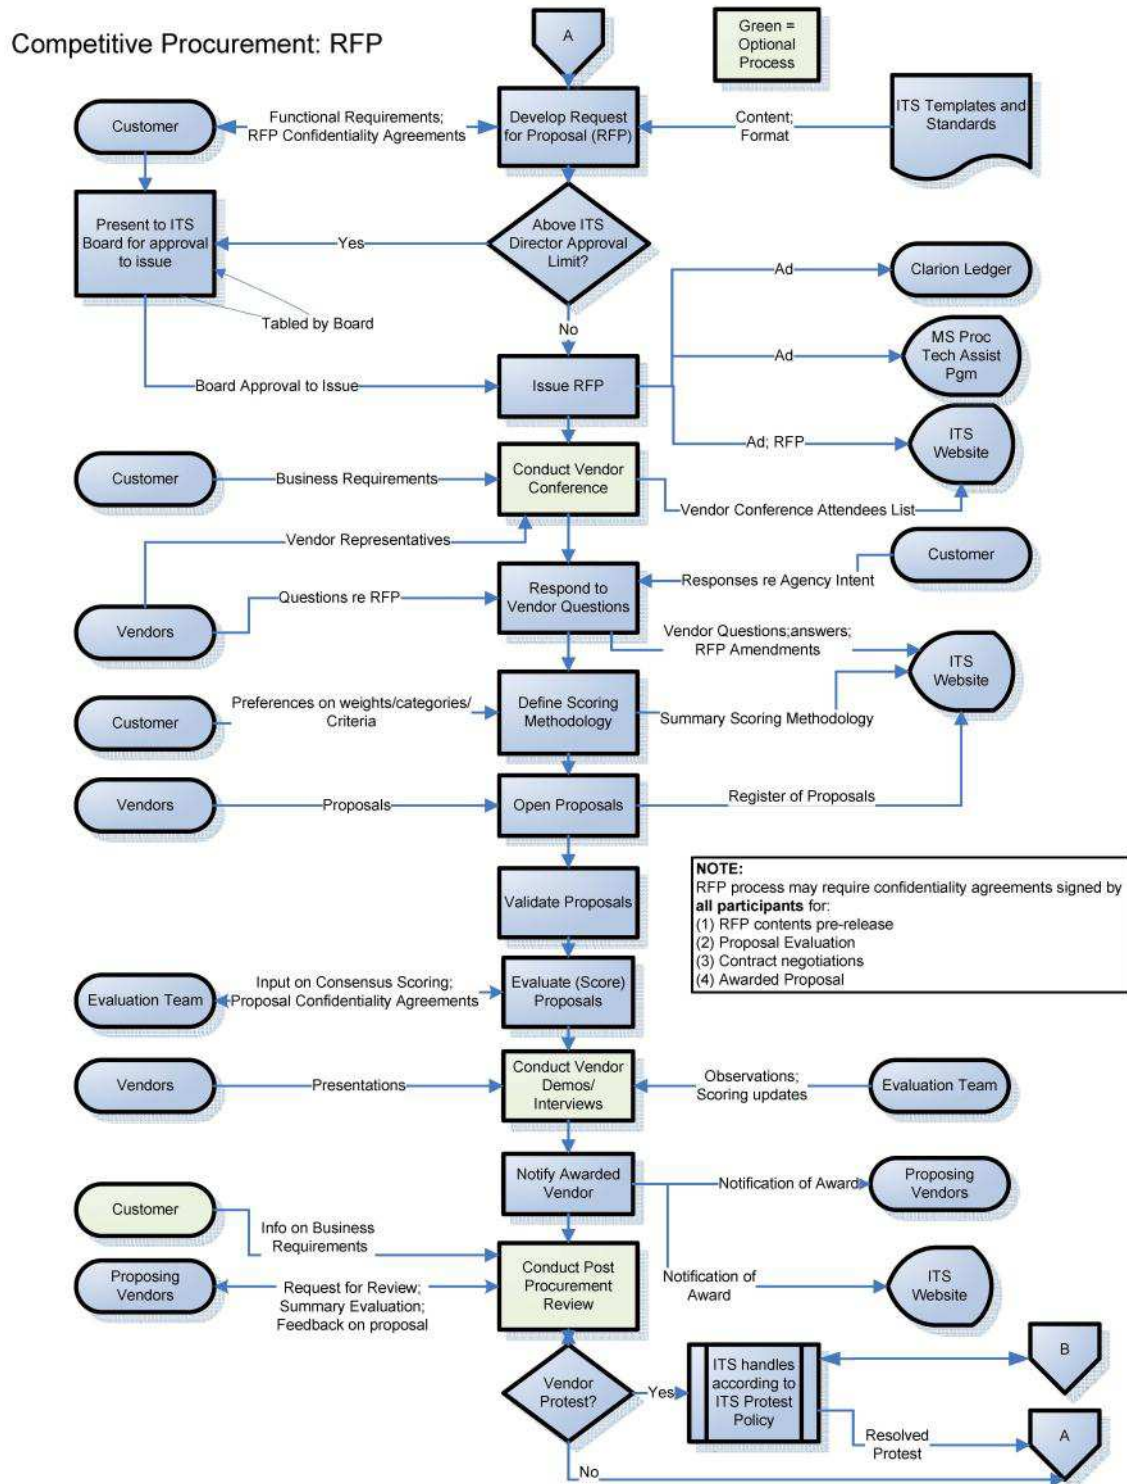 Competitive Procurement: RFP
A
Green =
Optional
Process
Customer
Functional Requirements;
RFP Confidentiality Agreements
Develop Request
for Proposal (RFP)
Content;
Format
ITS Templates and
Standards
Present to ITS
Board for approval
to issue
Yes
Above ITS
Director Approval
Limit?
Tabled by Board
No
Ad
Clarion Ledger
Ad
MS Proc
Tech Assist
Pgm
Board Approval to Issue
Issue RFP
Ad; RFP
ITS
Website
Customer
Business Requirements
Conduct Vendor
Conference
Vendor Conference Attendees List
Vendor Representatives
Customer
Responses re Agency Intent
Questions re RFP
Respond to
Vendor Questions
Vendors
Vendor Questions;answers;
RFP Amendments
ITS
Website
Customer
Preferences on weights/categories/
Criteria
Define Scoring
Methodology
Summary Scoring Methodology
Vendors
Proposals
Open Proposals
Register of Proposals
Validate Proposals
NOTE:
RFP process may require confidentiality agreements signed by
all participants for:
(1) RFP contents pre-release
(2) Proposal Evaluation
(3) Contract negotiations
(4) Awarded Proposal
Evaluation Team
Input on Consensus Scoring;
Proposal Confidentiality Agreements
Evaluate (Score)
Proposals
Vendors
Presentations
Conduct Vendor
Demos/
Interviews
Observations;
Scoring updates
Evaluation Team
Notify Awarded
Vendor
Notification of Award
Proposing
Vendors
Customer
Info on Business
Requirements
Proposing
Vendors
Request for Review;
Summary Evaluation;
Feedback on proposal
Conduct Post
Procurement
Review
Notification of
Award
ITS
Website
Vendor
Protest?
Yes
ITS handles
according to
ITS Protest
Policy
B
Resolved
Protest
A
No